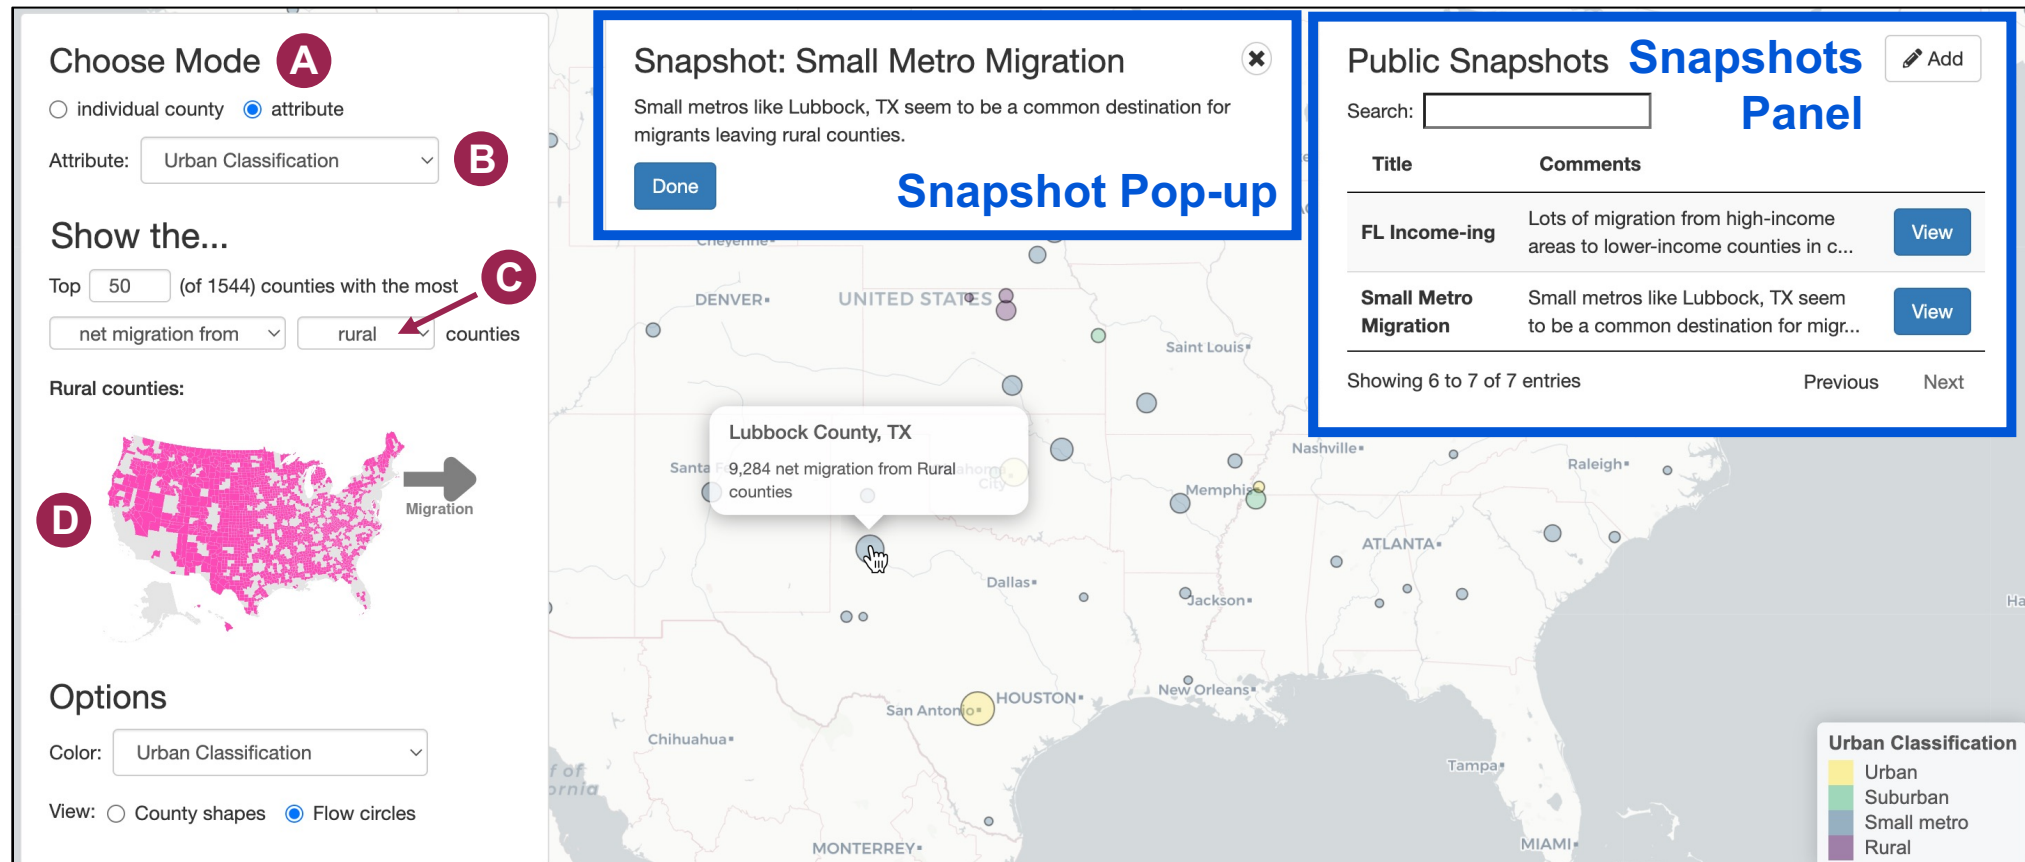 Choose Mode A
individual county attribute
Attribute: Urban Classification B
Show the...
C
Top 50 (of 1544) counties with the most
net migration from rural counties
Rural counties:
D
Migration
Options
Color: Urban Classification
View: County shapes Flow circles
Snapshot: Small Metro Migration
Small metros like Lubbock, TX seem to be a common destination for
migrants leaving rural counties.
Done
Snapshot Pop-up
Public Snapshots
Snapshots
Panel
Add
Search:
Title Comments
FL Income-ing
Lots of migration from high-income
areas to lower-income counties in c...
View
Small Metro
Migration
Small metros like Lubbock, TX seem
to be a common destination for migr...
View
Showing 6 to 7 of 7 entries
Previous Next
Cheyenne
DENVER
UNITED STATES
Saint Louis
Lubbock County, TX
9,284 net migration from Rural
counties
Santa
City
Nashville
Raleigh
Memphis
ATLANTA
Dallas
Jackson
HOUSTON
New Orleans
San Antonio
Chihuahua
Tampa
MONTERREY
MIAMI
Ha
Urban Classification
Urban
Suburban
Small metro
Rural